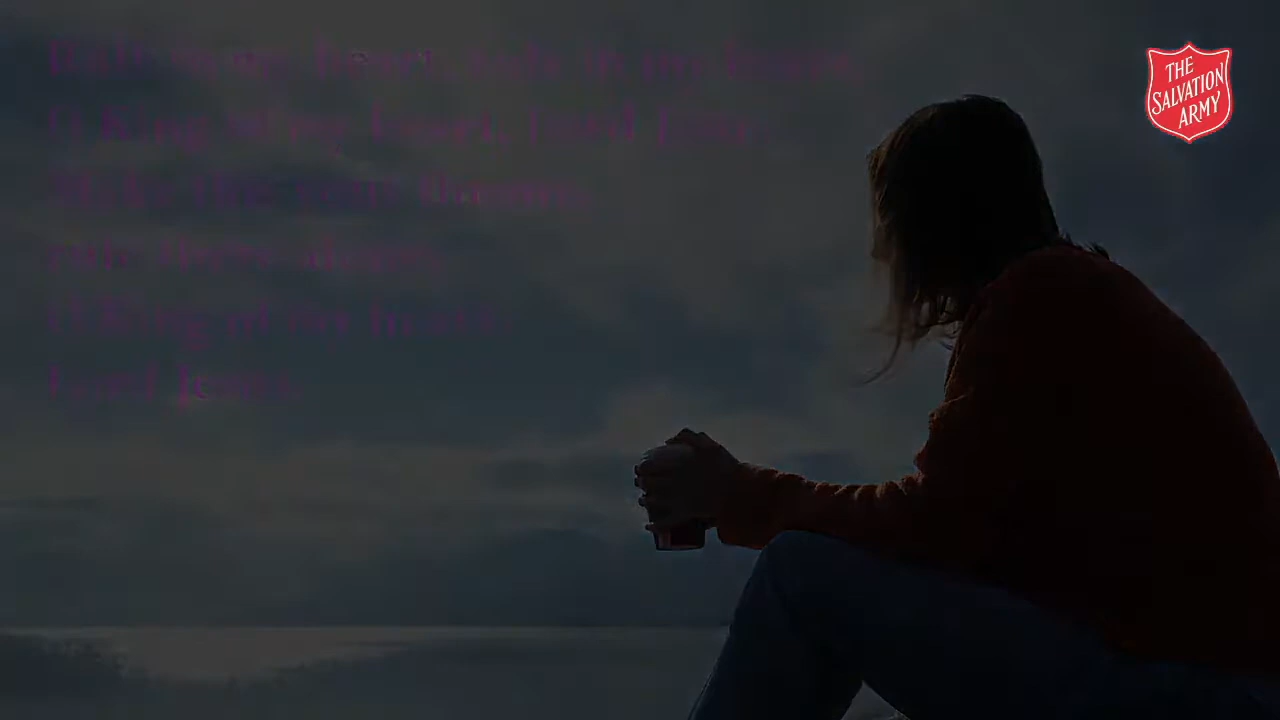 Rule in my heart, rule in my heart,
O King of my heart, Lord Jesus.
Make this your throne,
rule there alone,
O King of my heart,
Lord Jesus.
THE
SALVATION
ARMY